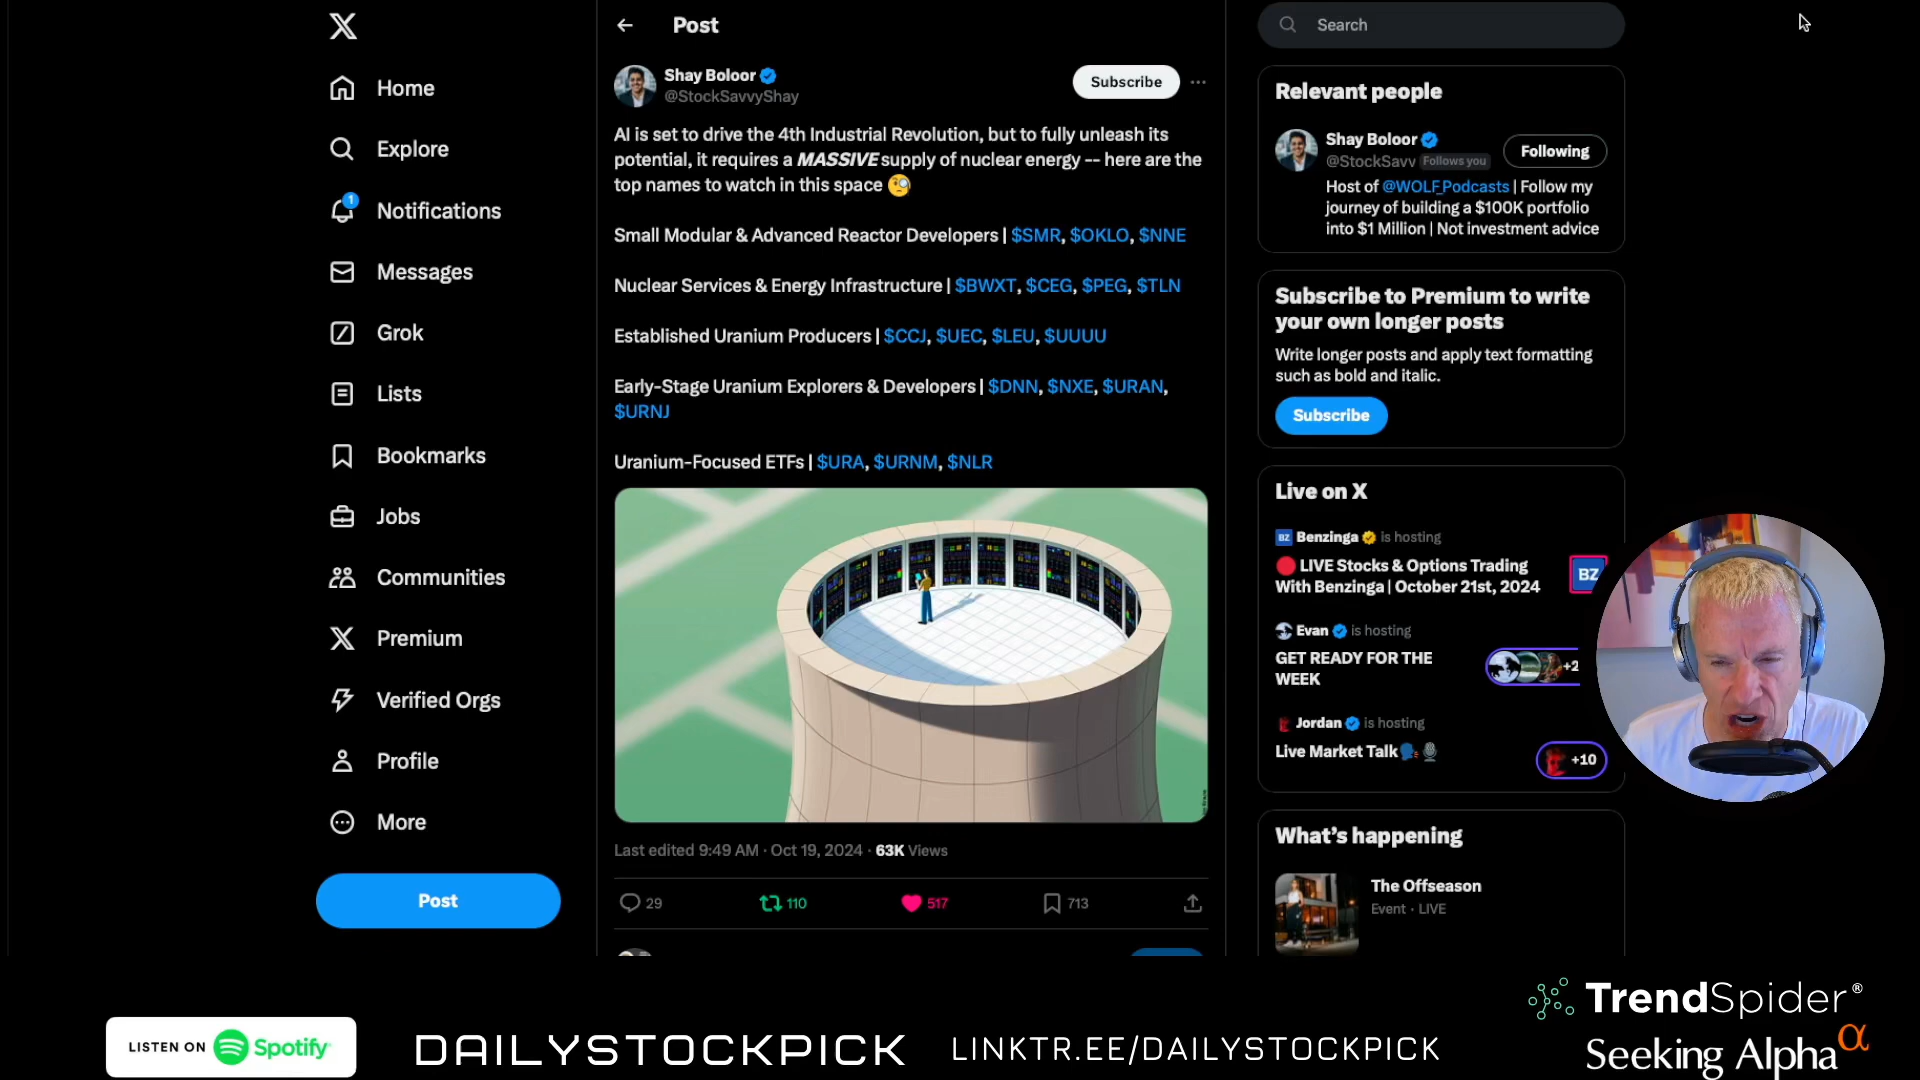 Home
Explore
1
Notifications
Messages
Grok
Lists
Bookmarks
Jobs
Communities
Premium
Verified Orgs
Profile
More
Post
Post
Shay Boloor
@StockSavvyShay
Subscribe
AI is set to drive the 4th Industrial Revolution, but to fully unleash its
potential, it requires a MASSIVE supply of nuclear energy -- here are the
top names to watch in this space 🧐
Small Modular & Advanced Reactor Developers | $SMR, $OKLO, $NNE
Nuclear Services & Energy Infrastructure | $BWXT, $CEG, $PEG, $TLN
Established Uranium Producers | $CCJ, $UEC, $LEU, $UUUU
Early-Stage Uranium Explorers & Developers | $DNN, $NXE, $URAN,
$URNJ
Uranium-Focused ETFs | $URA, $URNM, $NLR
Last edited 9:49 AM · Oct 19, 2024 · 63K Views
29 110 517 713
Search
Relevant people
Shay Boloor
@StockSavv Follows you
Following
Host of @WOLF_Podcasts | Follow my
journey of building a $100K portfolio
into $1 Million | Not investment advice
Subscribe to Premium to write
your own longer posts
Write longer posts and apply text formatting
such as bold and italic.
Subscribe
Live on X
BZ Benzinga is hosting
🔴 LIVE Stocks & Options Trading
With Benzinga | October 21st, 2024
BZ
Evan is hosting
GET READY FOR THE
WEEK
+2
Jordan is hosting
Live Market Talk🗣️🎙️
+10
What's happening
The Offseason
Event · LIVE
LISTEN ON Spotify
DAILYSTOCKPICK
LINKTR.EE/DAILYSTOCKPICK
TrendSpider®
Seeking Alpha α